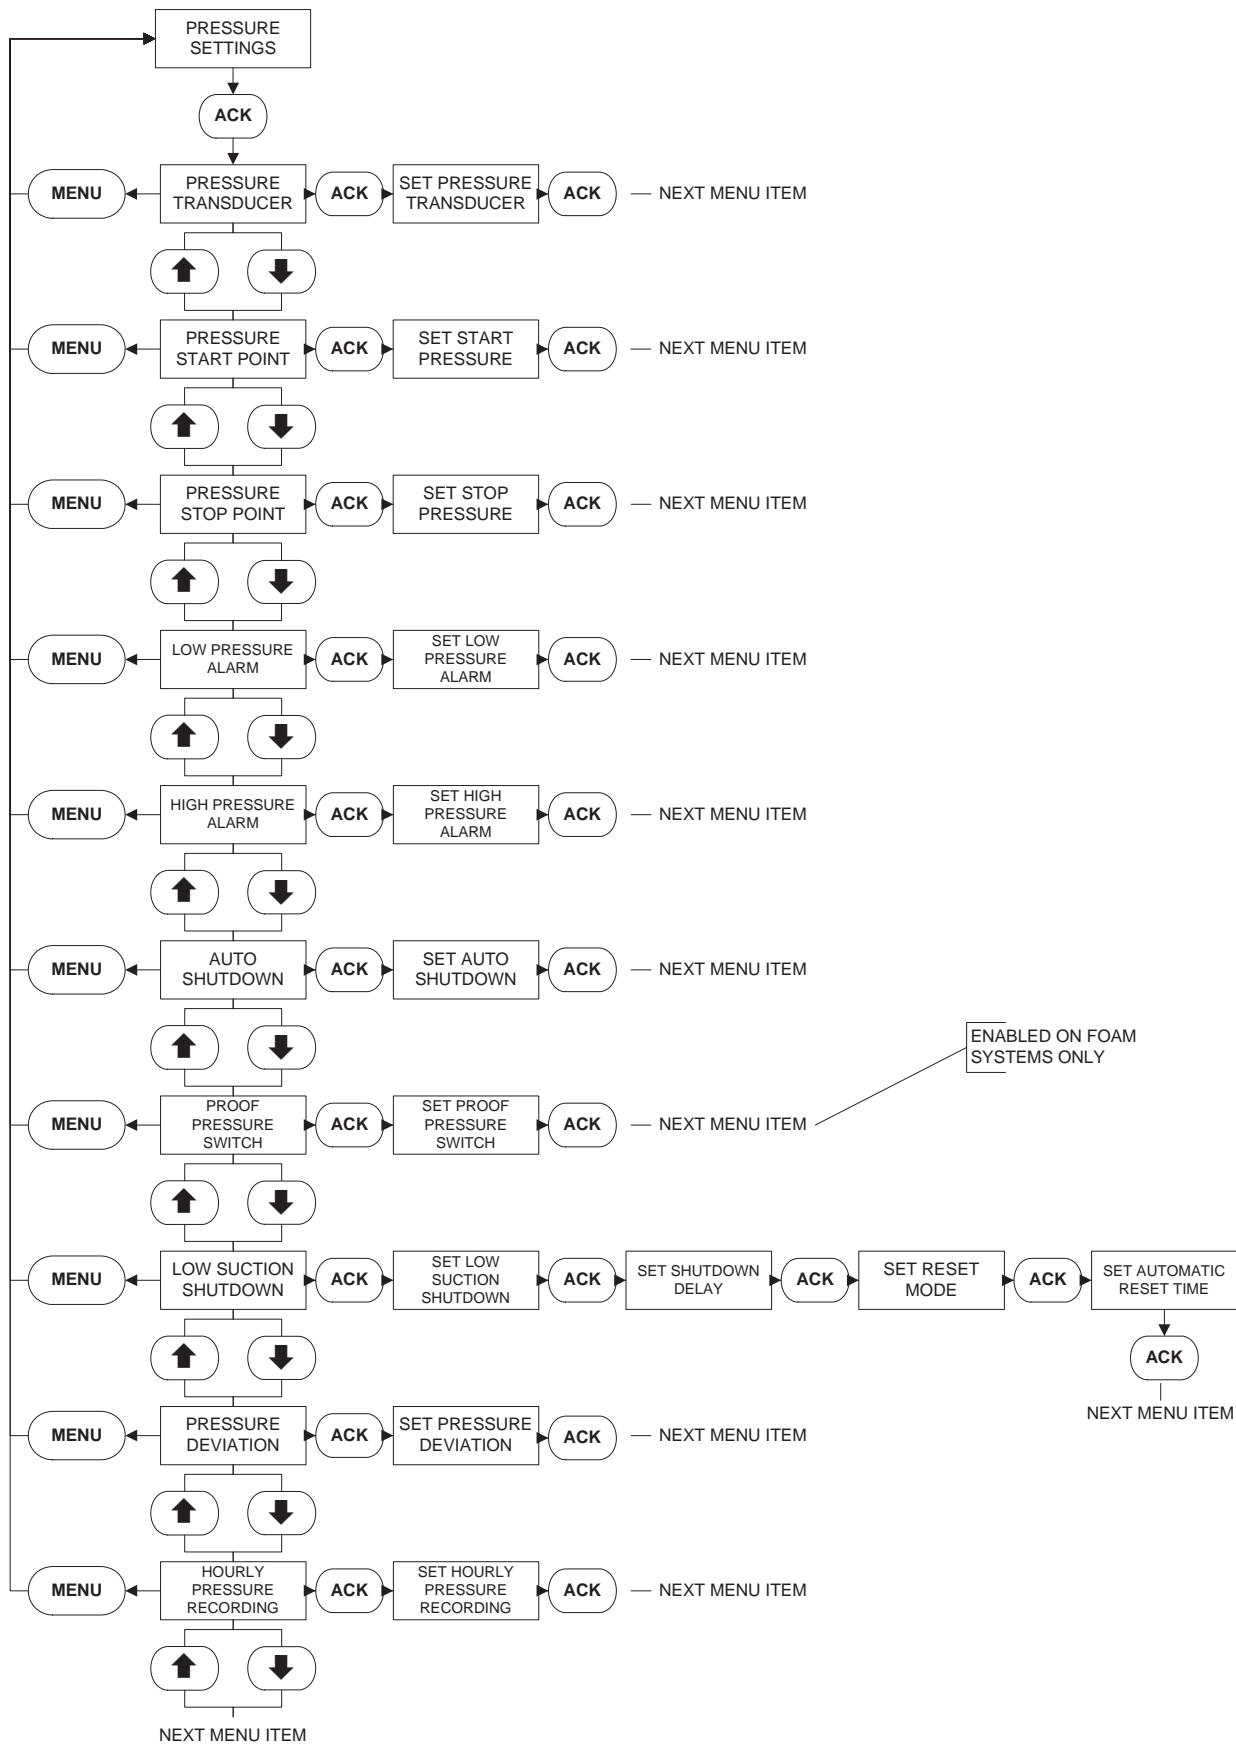 PRESSURE
SETTINGS
ACK
MENU
PRESSURE
TRANSDUCER
ACK
SET PRESSURE
TRANSDUCER
ACK
NEXT MENU ITEM
MENU
PRESSURE
START POINT
ACK
SET START
PRESSURE
ACK
NEXT MENU ITEM
MENU
PRESSURE
STOP POINT
ACK
SET STOP
PRESSURE
ACK
NEXT MENU ITEM
MENU
LOW PRESSURE
ALARM
ACK
SET LOW
PRESSURE
ALARM
ACK
NEXT MENU ITEM
MENU
HIGH PRESSURE
ALARM
ACK
SET HIGH
PRESSURE
ALARM
ACK
NEXT MENU ITEM
MENU
AUTO
SHUTDOWN
ACK
SET AUTO
SHUTDOWN
ACK
NEXT MENU ITEM
ENABLED ON FOAM
SYSTEMS ONLY
MENU
PROOF
PRESSURE
SWITCH
ACK
SET PROOF
PRESSURE
SWITCH
ACK
NEXT MENU ITEM
MENU
LOW SUCTION
SHUTDOWN
ACK
SET LOW
SUCTION
SHUTDOWN
ACK
SET SHUTDOWN
DELAY
ACK
SET RESET
MODE
ACK
SET AUTOMATIC
RESET TIME
ACK
NEXT MENU ITEM
MENU
PRESSURE
DEVIATION
ACK
SET PRESSURE
DEVIATION
ACK
NEXT MENU ITEM
MENU
HOURLY
PRESSURE
RECORDING
ACK
SET HOURLY
PRESSURE
RECORDING
ACK
NEXT MENU ITEM
NEXT MENU ITEM